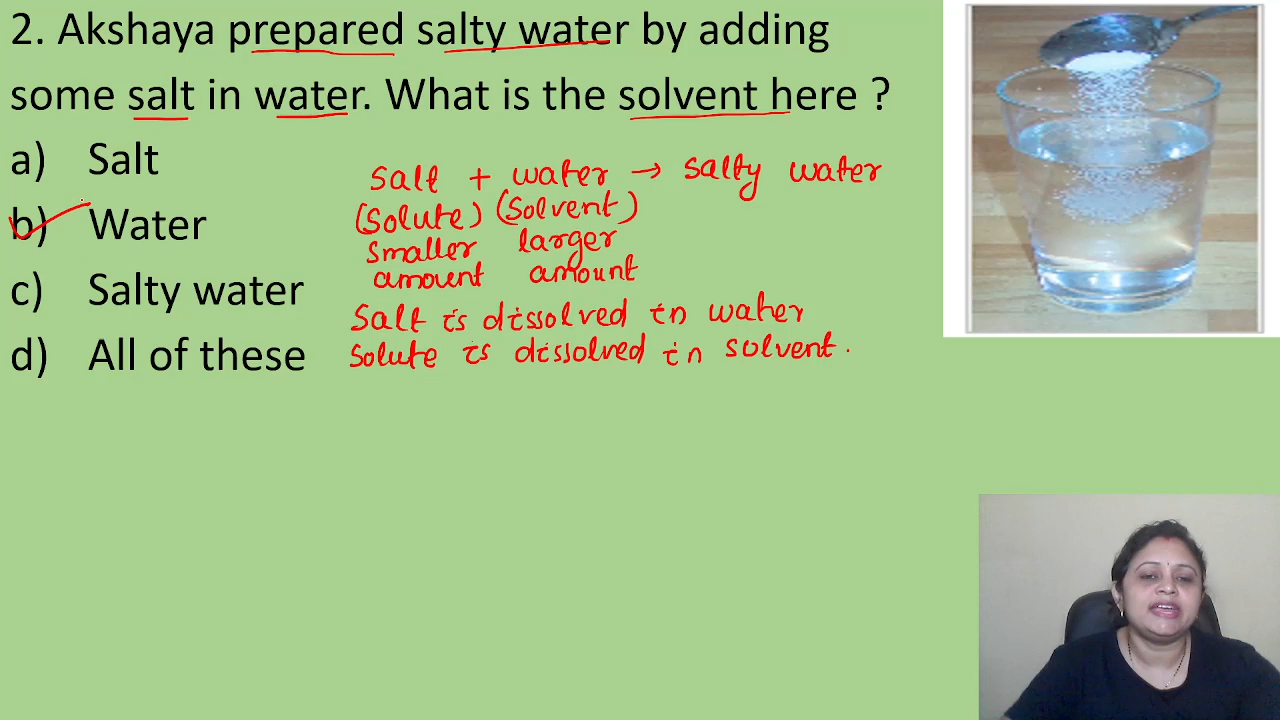 2. Akshaya prepared salty water by adding
some salt in water. What is the solvent here ?
a) Salt
b) Water
c) Salty water
d) All of these
Salt + water → salty water
(Solute) (Solvent)
smaller larger
amount amount
Salt is dissolved in water
Solute is dissolved in solvent.